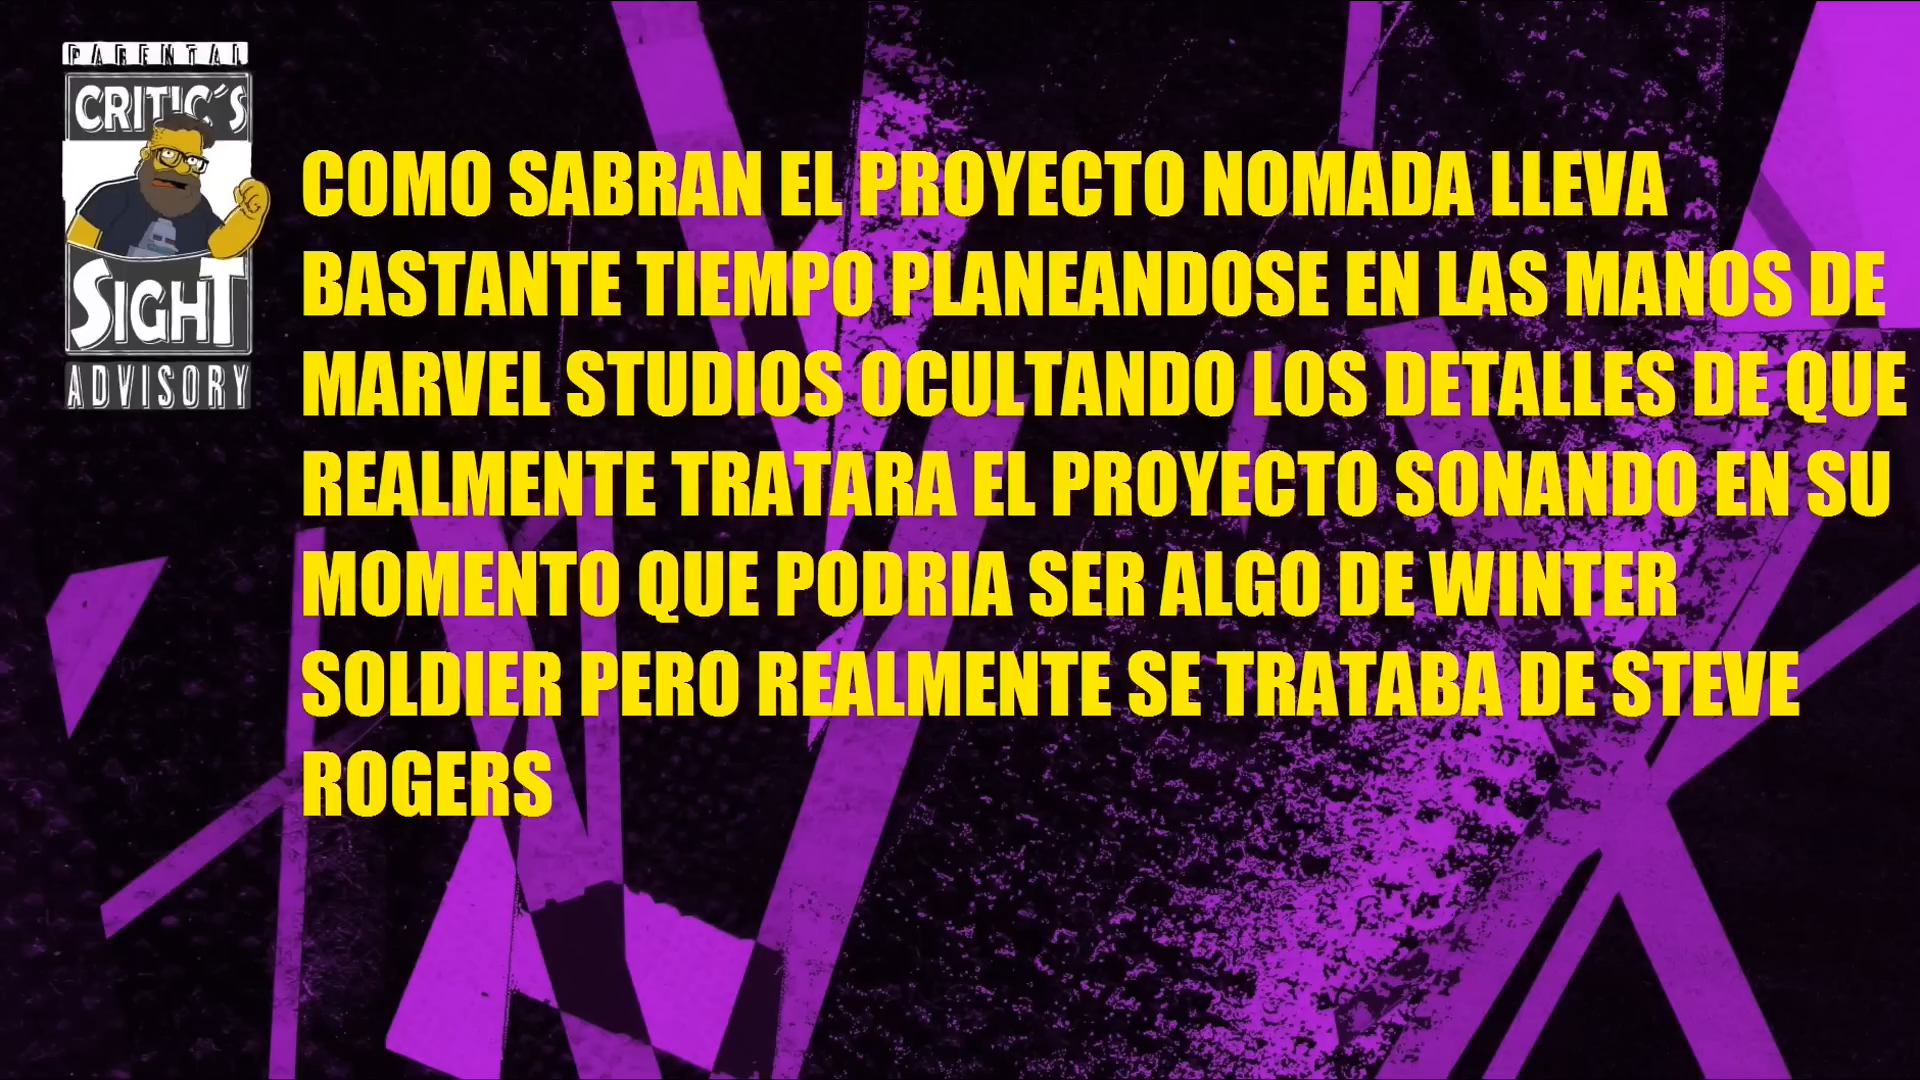 PARENTAL
CRITIC´S
SIGHT
ADVISORY
COMO SABRAN EL PROYECTO NOMADA LLEVA
BASTANTE TIEMPO PLANEANDOSE EN LAS MANOS DE
MARVEL STUDIOS OCULTANDO LOS DETALLES DE QUE
REALMENTE TRATARA EL PROYECTO SONANDO EN SU
MOMENTO QUE PODRIA SER ALGO DE WINTER
SOLDIER PERO REALMENTE SE TRATABA DE STEVE
ROGERS